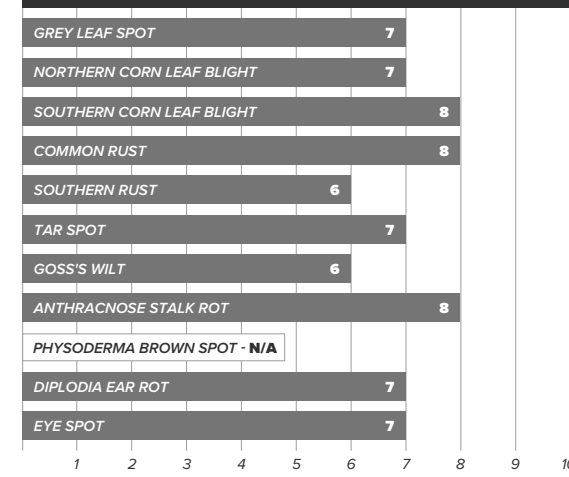 GREY LEAF SPOT 7
NORTHERN CORN LEAF BLIGHT 7
SOUTHERN CORN LEAF BLIGHT 8
COMMON RUST 8
SOUTHERN RUST 6
TAR SPOT 7
GOSS'S WILT 6
ANTHRACNOSE STALK ROT 8
PHYSODERMA BROWN SPOT - N/A
DIPLODIA EAR ROT 7
EYE SPOT 7
1 2 3 4 5 6 7 8 9 10